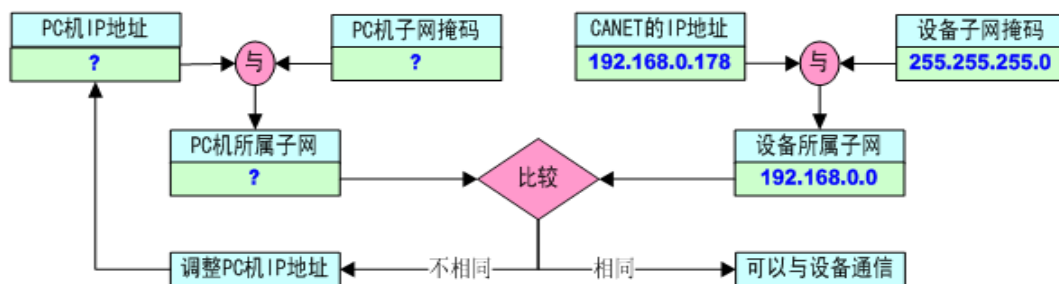 PC机IP地址
?
与
PC机子网掩码
?
CANET的IP地址
192.168.0.178
与
设备子网掩码
255.255.255.0
PC机所属子网
?
比较
设备所属子网
192.168.0.0
调整PC机IP地址
不相同
相同
可以与设备通信